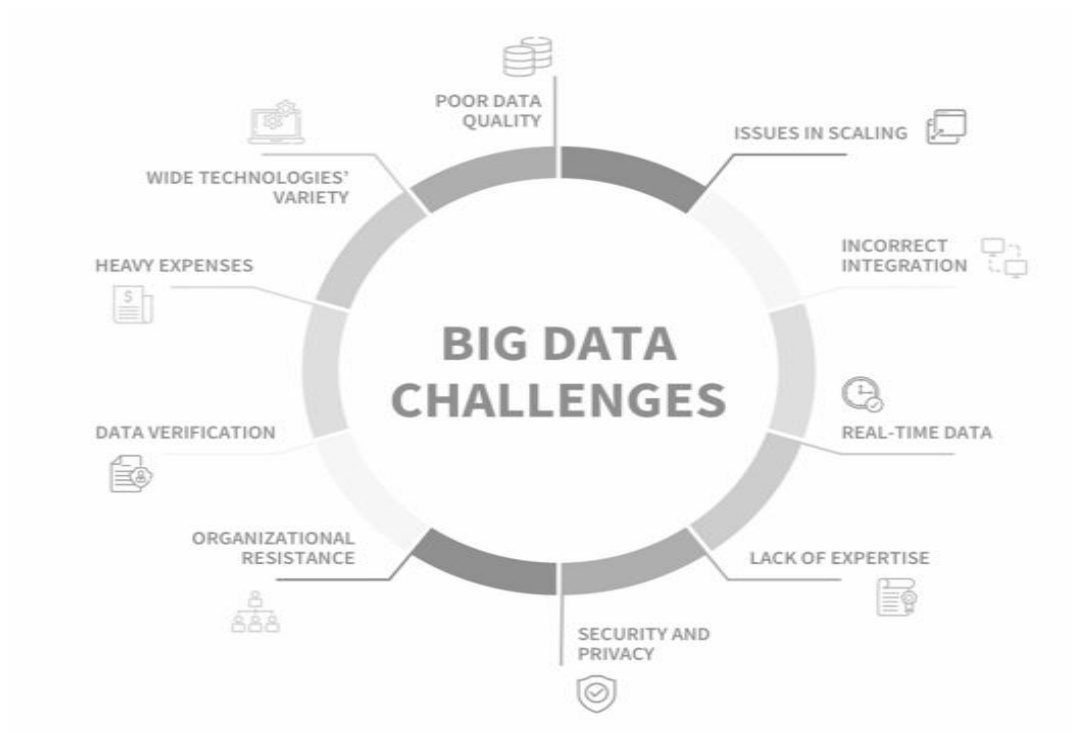 POOR DATA
QUALITY
ISSUES IN SCALING
WIDE TECHNOLOGIES’
VARIETY
INCORRECT
INTEGRATION
HEAVY EXPENSES
$
BIG DATA
CHALLENGES
REAL-TIME DATA
DATA VERIFICATION
ORGANIZATIONAL
RESISTANCE
LACK OF EXPERTISE
SECURITY AND
PRIVACY